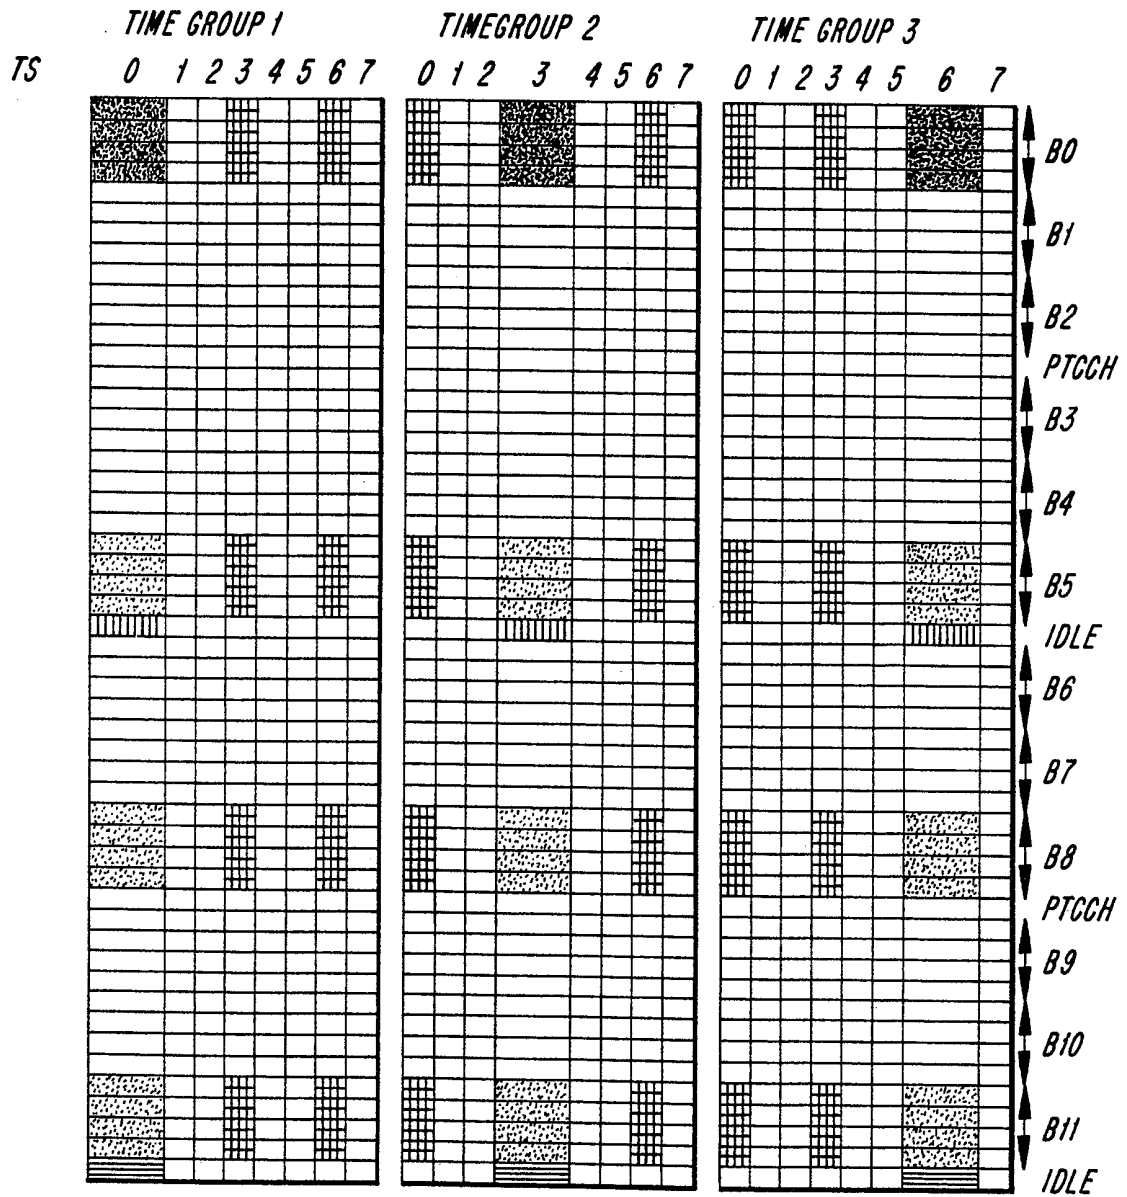 TIME GROUP 1 TIMEGROUP 2 TIME GROUP 3
TS 0 1 2 3 4 5 6 7 0 1 2 3 4 5 6 7 0 1 2 3 4 5 6 7
B0
B1
B2
PTCCH
B3
B4
B5
IDLE
B6
B7
B8
PTCCH
B9
B10
B11
IDLE